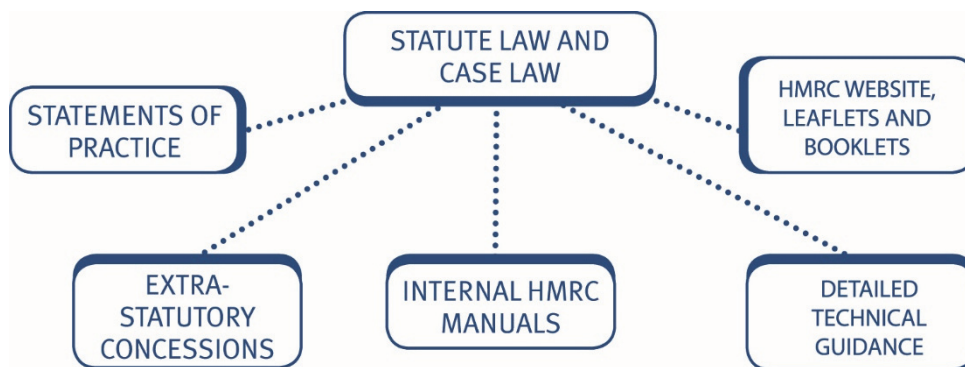 STATUTE LAW AND
CASE LAW
STATEMENTS OF
PRACTICE
HMRC WEBSITE,
LEAFLETS AND
BOOKLETS
EXTRA-
STATUTORY
CONCESSIONS
INTERNAL HMRC
MANUALS
DETAILED
TECHNICAL
GUIDANCE